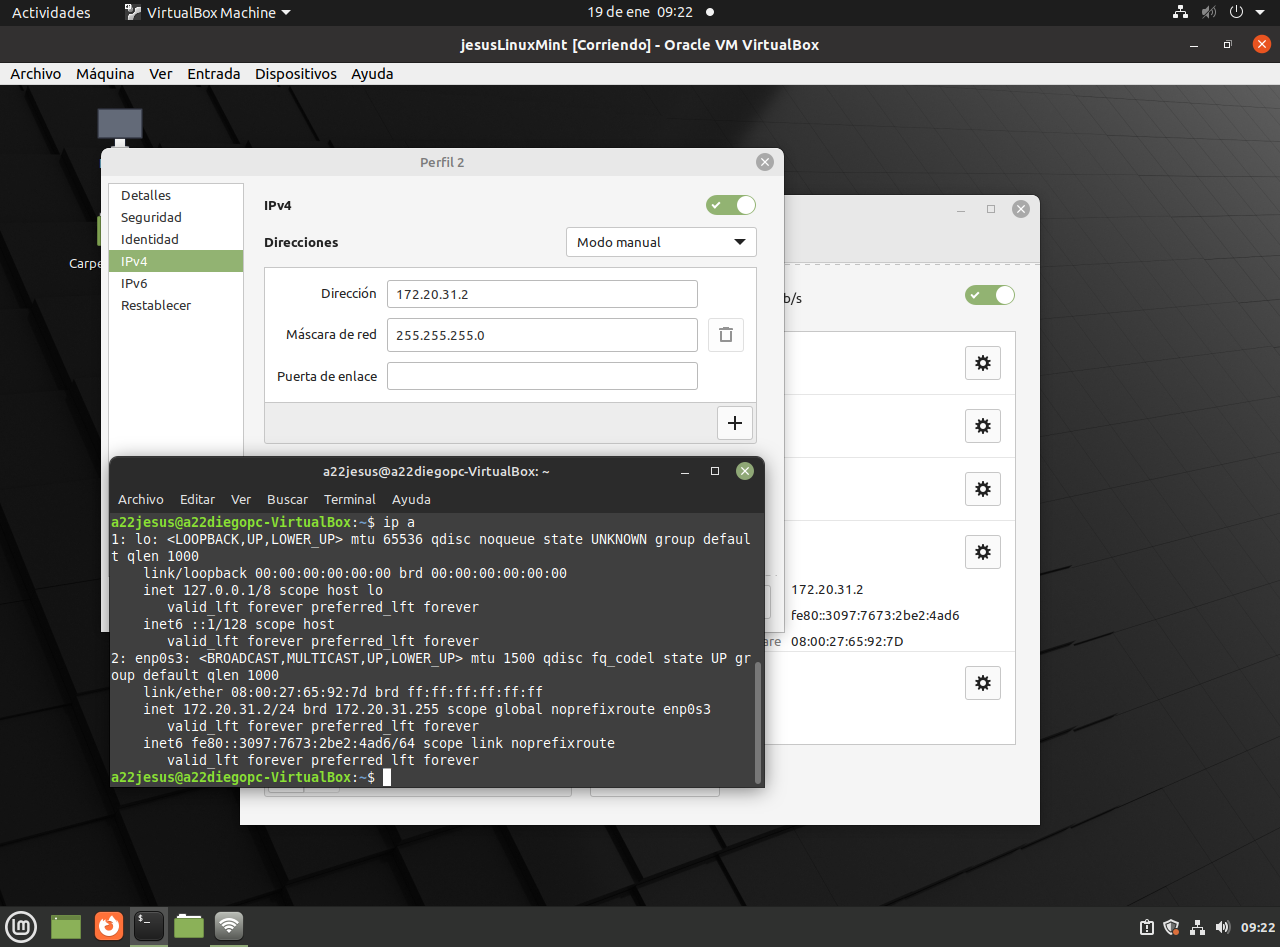 Actividades
VirtualBox Machine
19 de ene 09:22
jesusLinuxMint [Corriendo] - Oracle VM VirtualBox
Archivo Máquina Ver Entrada Dispositivos Ayuda
Perfil 2
Detalles
Seguridad
Identidad
IPv4
IPv6
Restablecer
Carpe
IPv4
Direcciones
Modo manual
Dirección
172.20.31.2
Máscara de red
255.255.255.0
Puerta de enlace
b/s
172.20.31.2
fe80::3097:7673:2be2:4ad6
are 08:00:27:65:92:7D
a22jesus@a22diegopc-VirtualBox: ~
Archivo Editar Ver Buscar Terminal Ayuda
a22jesus@a22diegopc-VirtualBox:~$ ip a
1: lo: <LOOPBACK,UP,LOWER_UP> mtu 65536 qdisc noqueue state UNKNOWN group defaul
t qlen 1000
link/loopback 00:00:00:00:00:00 brd 00:00:00:00:00:00
inet 127.0.0.1/8 scope host lo
valid_lft forever preferred_lft forever
inet6 ::1/128 scope host
valid_lft forever preferred_lft forever
2: enp0s3: <BROADCAST,MULTICAST,UP,LOWER_UP> mtu 1500 qdisc fq_codel state UP gr
oup default qlen 1000
link/ether 08:00:27:65:92:7d brd ff:ff:ff:ff:ff:ff
inet 172.20.31.2/24 brd 172.20.31.255 scope global noprefixroute enp0s3
valid_lft forever preferred_lft forever
inet6 fe80::3097:7673:2be2:4ad6/64 scope link noprefixroute
valid_lft forever preferred_lft forever
a22jesus@a22diegopc-VirtualBox:~$
09:22